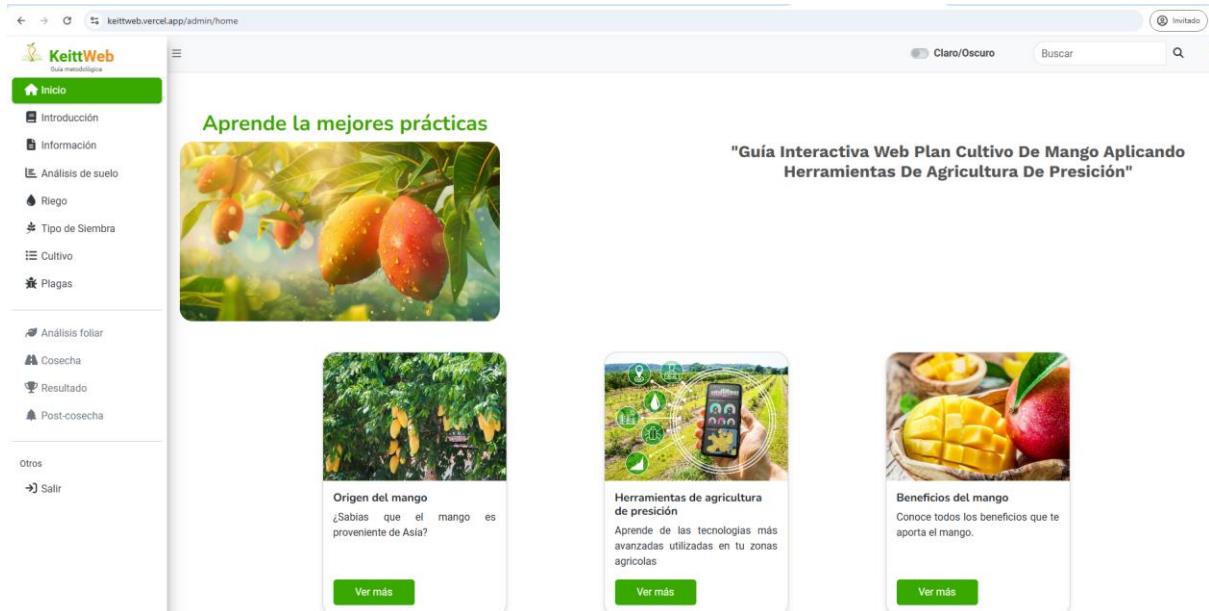 keittweb.vercel.app/admin/home
Invitado
KeittWeb
Guía metodológica
Inicio
Introducción
Información
Análisis de suelo
Riego
Tipo de Siembra
Cultivo
Plagas
Análisis foliar
Cosecha
Resultado
Post-cosecha
Otros
Salir
Claro/Oscuro
Buscar
Aprende la mejores prácticas
"Guía Interactiva Web Plan Cultivo De Mango Aplicando
Herramientas De Agricultura De Presición"
Origen del mango
¿Sabias que el mango es
proveniente de Asía?
Ver más
Herramientas de agricultura
de presición
Aprende de las tecnologias más
avanzadas utilizadas en tu zonas
agricolas
Ver más
Beneficios del mango
Conoce todos los beneficios que te
aporta el mango.
Ver más